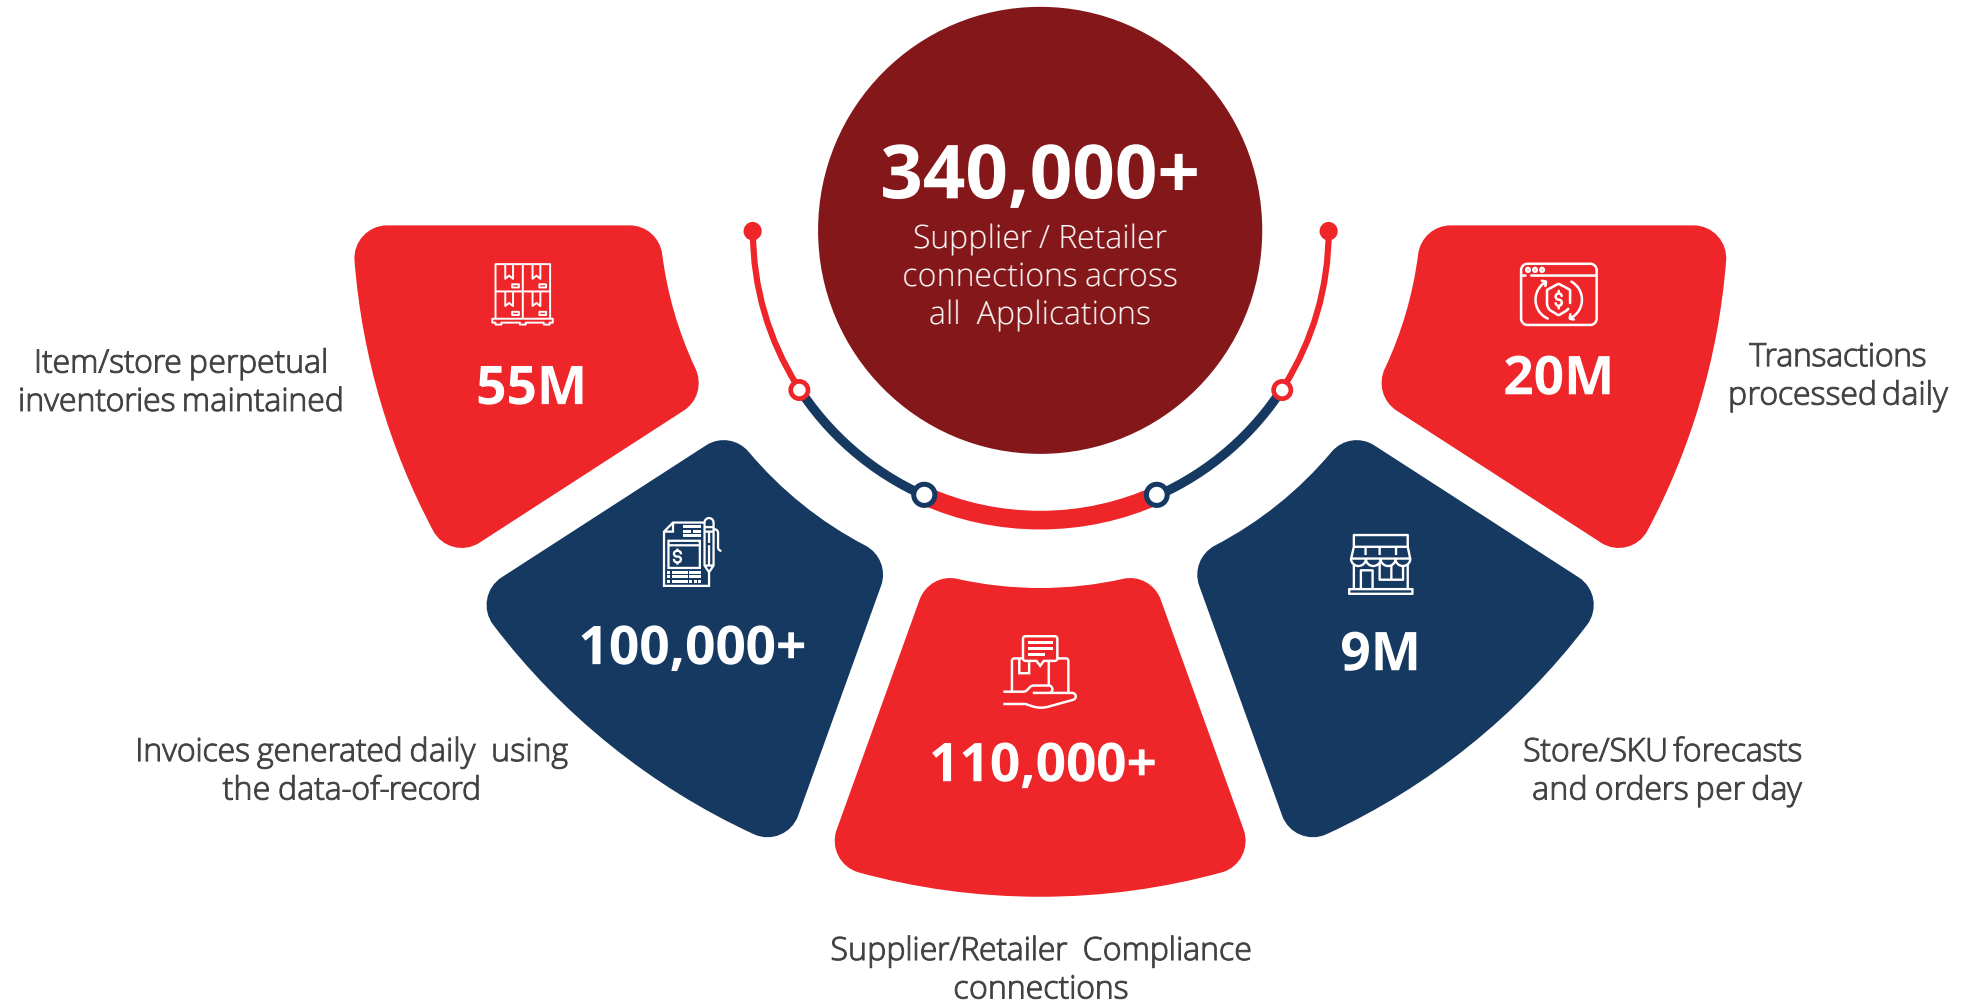 340,000+
Supplier / Retailer
connections across
all Applications
Item/store perpetual
inventories maintained
55M
100,000+
Invoices generated daily using
the data-of-record
110,000+
Supplier/Retailer Compliance
connections
9M
Store/SKU forecasts
and orders per day
20M
Transactions
processed daily
$
$